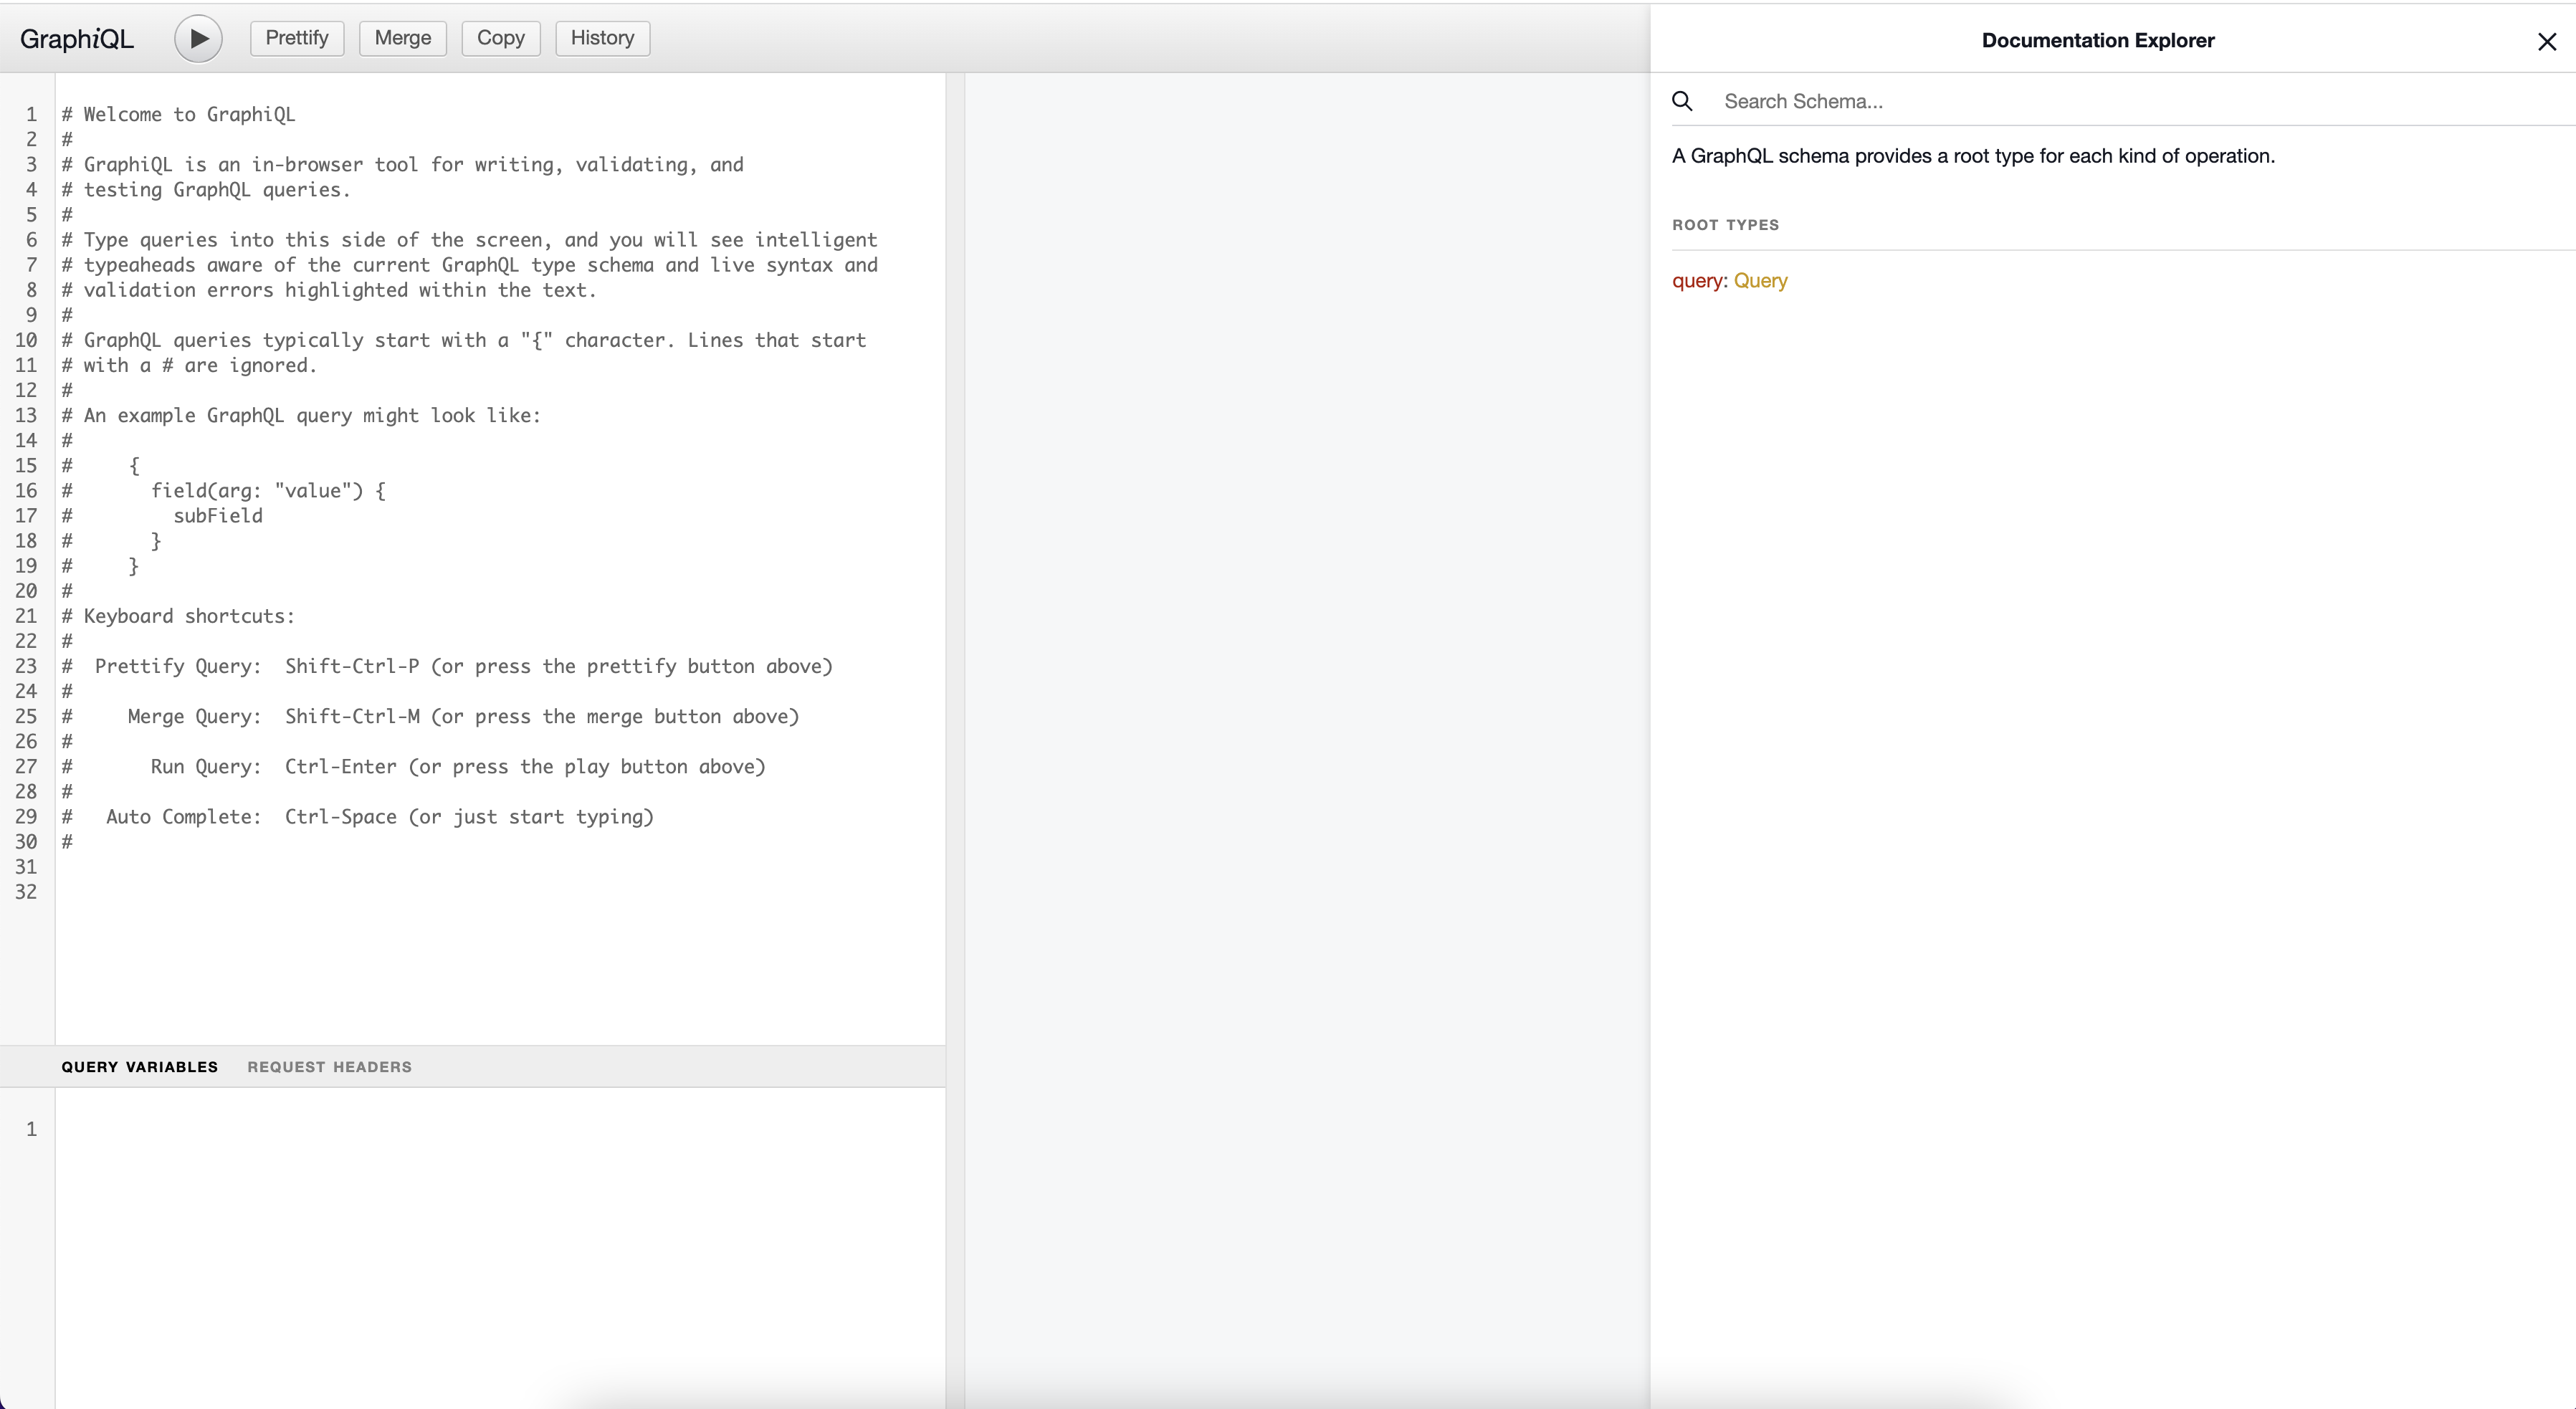 GraphiQL
Prettify
Merge
Copy
History
1 # Welcome to GraphiQL
2 #
3 # GraphiQL is an in-browser tool for writing, validating, and
4 # testing GraphQL queries.
5 #
6 # Type queries into this side of the screen, and you will see intelligent
7 # typeaheads aware of the current GraphQL type schema and live syntax and
8 # validation errors highlighted within the text.
9 #
10 # GraphQL queries typically start with a "{" character. Lines that start
11 # with a # are ignored.
12 #
13 # An example GraphQL query might look like:
14 #
15 #     {
16 #       field(arg: "value") {
17 #         subField
18 #       }
19 #     }
20 #
21 # Keyboard shortcuts:
22 #
23 #  Prettify Query:  Shift-Ctrl-P (or press the prettify button above)
24 #
25 #     Merge Query:  Shift-Ctrl-M (or press the merge button above)
26 #
27 #       Run Query:  Ctrl-Enter (or press the play button above)
28 #
29 #   Auto Complete:  Ctrl-Space (or just start typing)
30 #
31
32
QUERY VARIABLES
REQUEST HEADERS
1
Documentation Explorer
Search Schema...
A GraphQL schema provides a root type for each kind of operation.
ROOT TYPES
query: Query